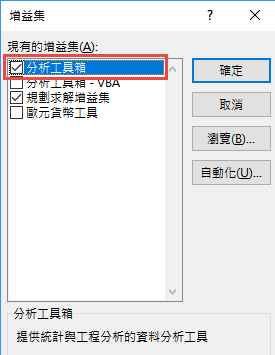 增益集
現有的增益集(A):
分析工具箱
分析工具箱 - VBA
規劃求解增益集
歐元貨幣工具
確定
取消
瀏覽(B)...
自動化(U)...
分析工具箱
提供統計與工程分析的資料分析工具